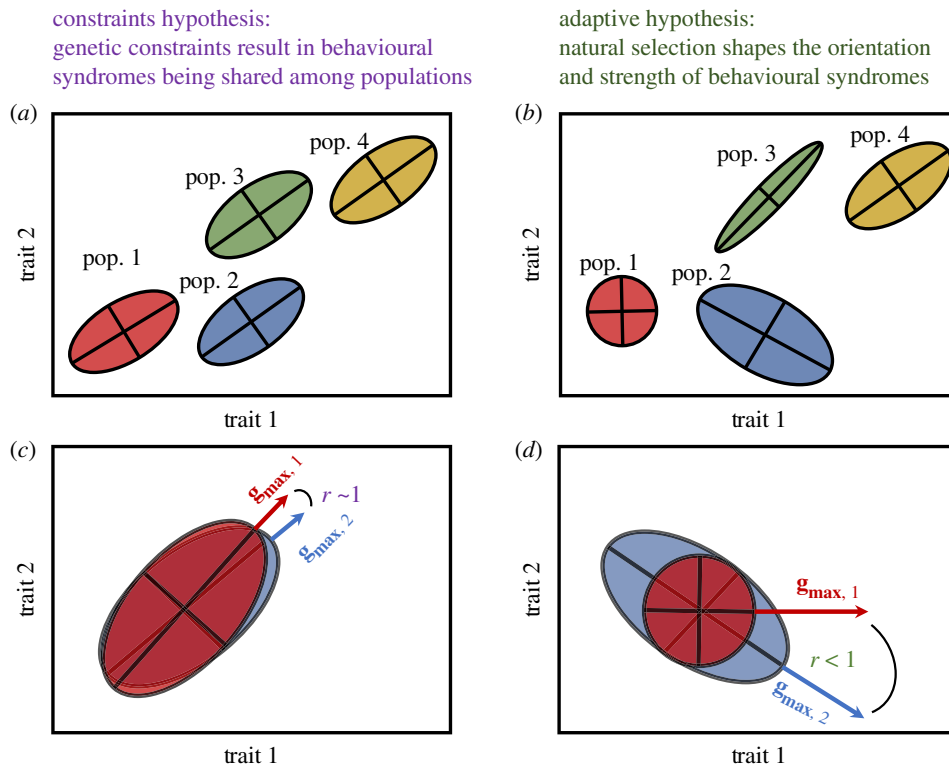 constraints hypothesis:
genetic constraints result in behavioural
syndromes being shared among populations
adaptive hypothesis:
natural selection shapes the orientation
and strength of behavioural syndromes
(a)
pop. 4
pop. 3
pop. 1
pop. 2
trait 2
trait 1
(b)
pop. 4
pop. 3
pop. 1
pop. 2
trait 2
trait 1
(c)
gmax, 1
r ~1
gmax, 2
trait 2
trait 1
(d)
gmax, 1
r < 1
gmax, 2
trait 2
trait 1